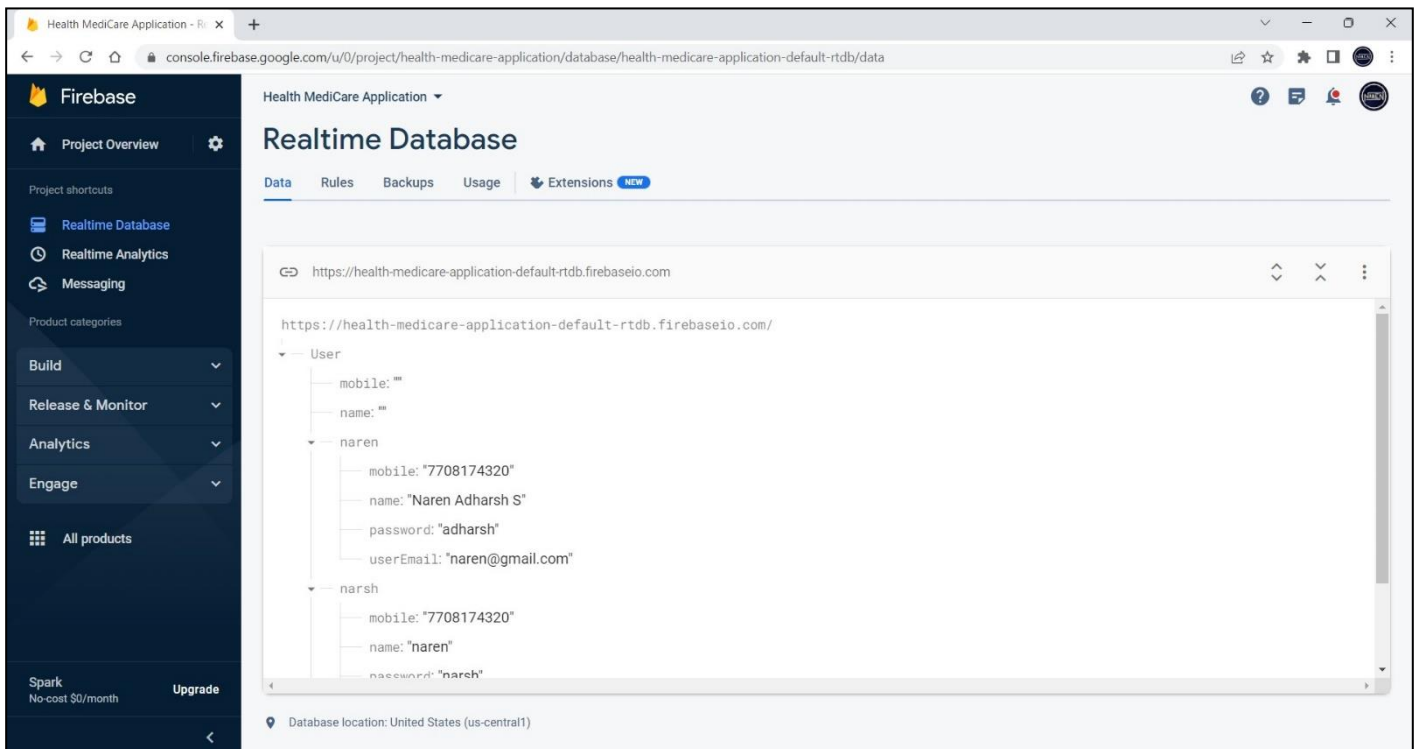 Health MediCare Application - Re
console.firebase.google.com/u/0/project/health-medicare-application/database/health-medicare-application-default-rtdb/data
Firebase
Project Overview
Project shortcuts
Realtime Database
Realtime Analytics
Messaging
Product categories
Build
Release & Monitor
Analytics
Engage
All products
Spark
No-cost $0/month
Upgrade
Health MediCare Application
NAREN
Realtime Database
Data Rules Backups Usage Extensions NEW
https://health-medicare-application-default-rtdb.firebaseio.com
https://health-medicare-application-default-rtdb.firebaseio.com/
User
mobile: ""
name: ""
naren
mobile: "7708174320"
name: "Naren Adharsh S"
password: "adharsh"
userEmail: "naren@gmail.com"
narsh
mobile: "7708174320"
name: "naren"
password: "narsh"
Database location: United States (us-central1)